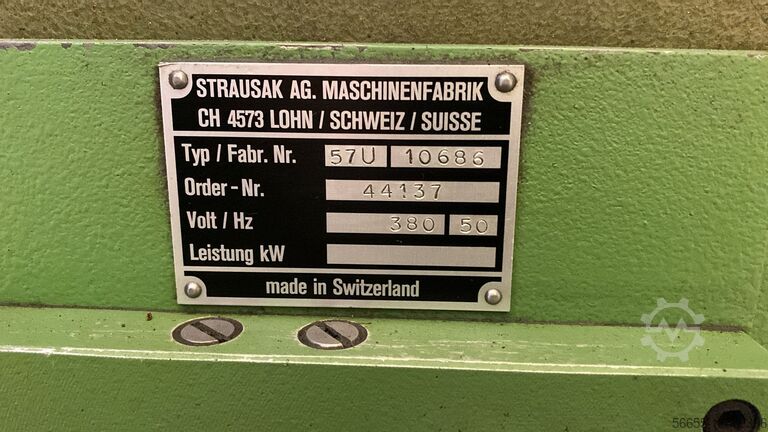 STRAUSAK AG. MASCHINENFABRIK
CH 4573 LOHN / SCHWEIZ / SUISSE
Typ / Fabr. Nr. 57U 10686
Order-Nr. 44137
Volt / Hz 380 50
Leistung kW
made in Switzerland